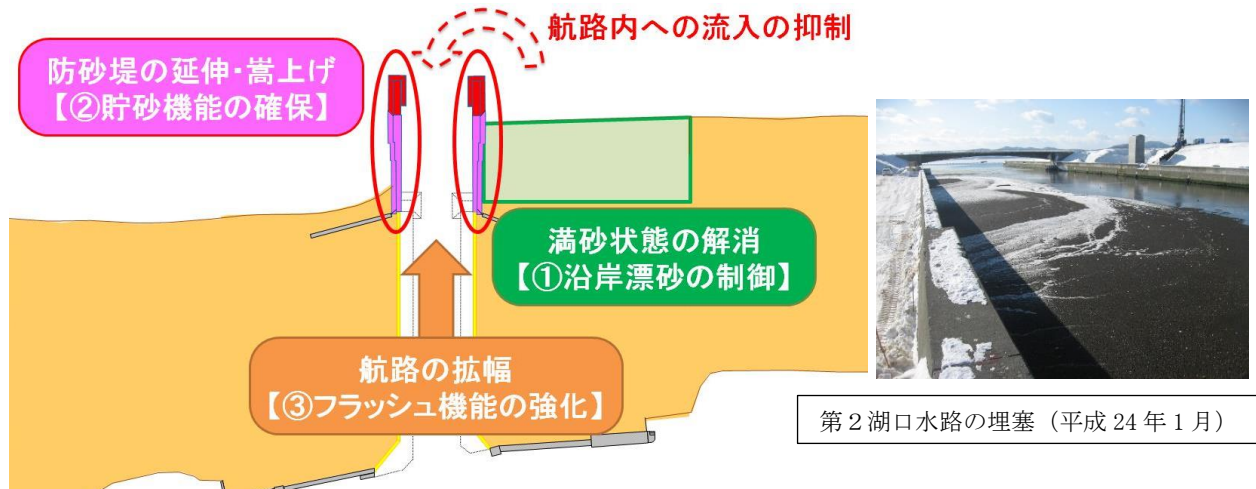 航路内への流入の抑制
防砂堤の延伸・嵩上げ
【②貯砂機能の確保】
満砂状態の解消
【①沿岸漂砂の制御】
航路の拡幅
【③フラッシュ機能の強化】
第2湖口水路の埋塞（平成24年1月）